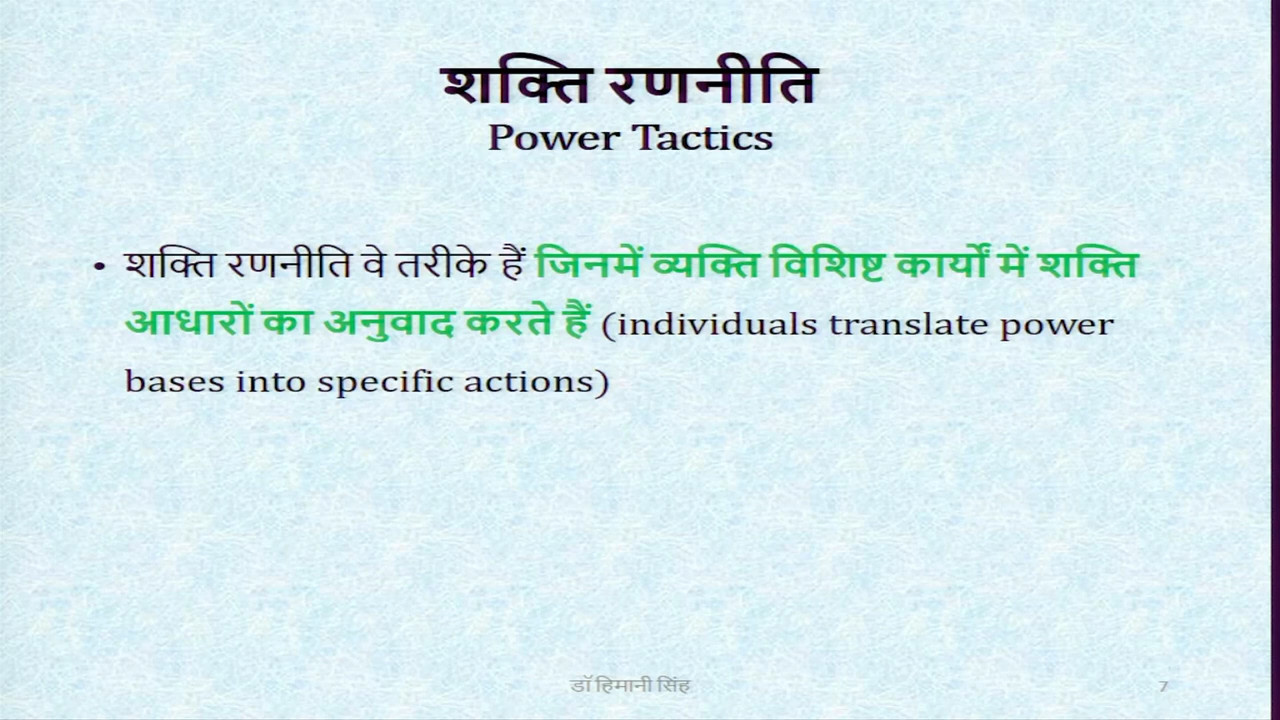 शक्ति रणनीति
Power Tactics
• शक्ति रणनीति वे तरीके हैं जिनमें व्यक्ति विशिष्ट कार्यों में शक्ति
आधारों का अनुवाद करते हैं (individuals translate power
bases into specific actions)
डॉ हिमानी सिंह
7